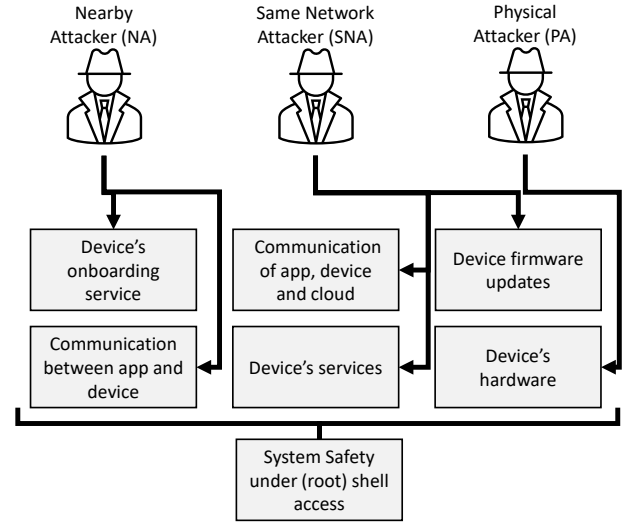 Nearby
Attacker (NA)
Same Network
Attacker (SNA)
Physical
Attacker (PA)
Device's
onboarding
service
Communication
of app, device
and cloud
Device firmware
updates
Communication
between app and
device
Device's services
Device's
hardware
System Safety
under (root) shell
access